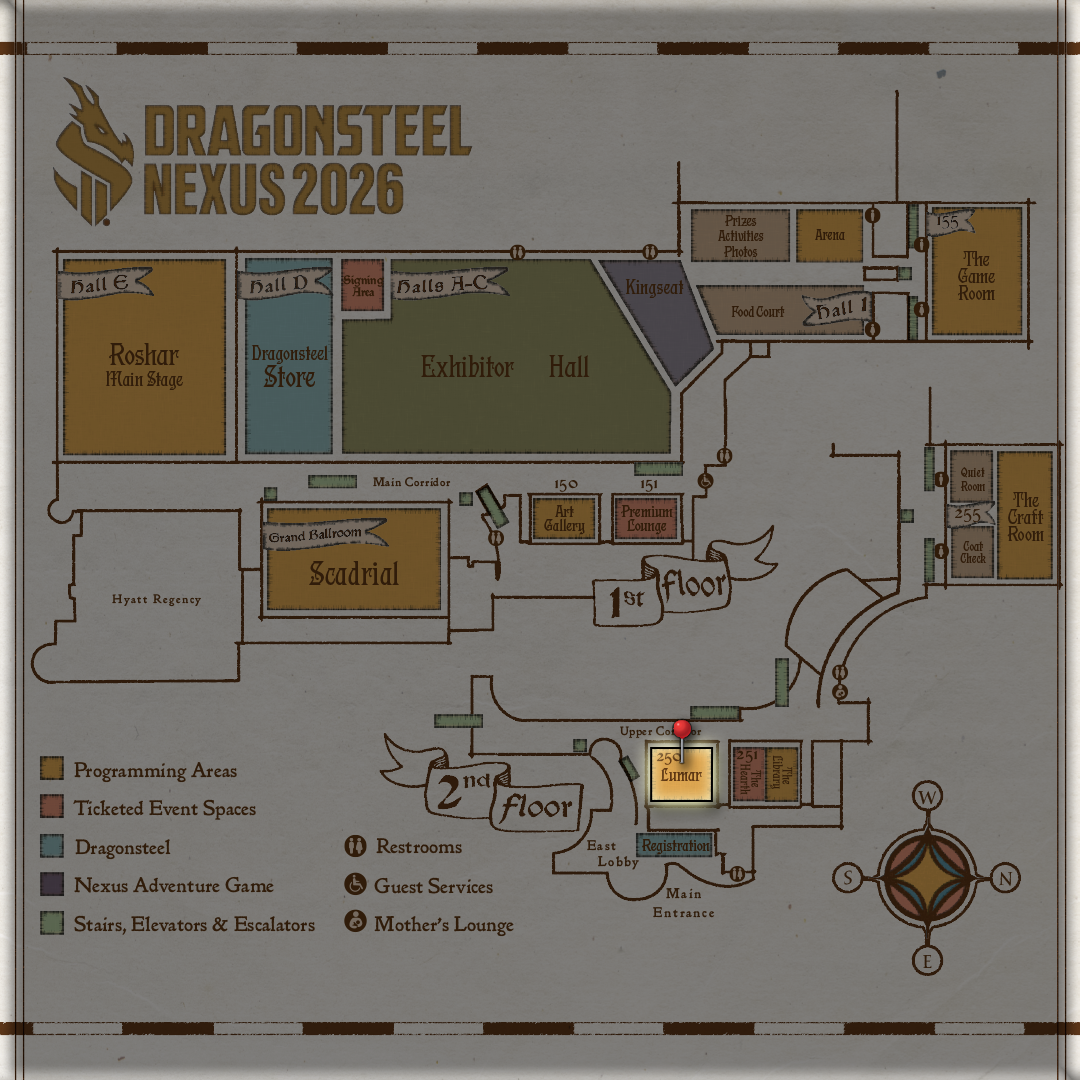 DRAGONSTEEL
NEXUS 2026
Prizes
Activities
Photos
Arena
155
The
Game
Room
Hall E
Hall D
Signing
Area
Halls A-C
Kingseat
Food Court
Hall 1
Roshar
Main Stage
Dragonsteel
Store
Exhibitor Hall
Main Corridor
150
151
Art
Gallery
Premium
Lounge
Quiet
Room
255
Coat
Check
The
Craft
Room
Grand Ballroom
Scadrial
Hyatt Regency
1st floor
Upper Cor
250
Lumar
251
The
Hearth
The
Library
2nd floor
East
Lobby
Registration
Main
Entrance
Programming Areas
Ticketed Event Spaces
Dragonsteel
Nexus Adventure Game
Stairs, Elevators & Escalators
Restrooms
Guest Services
Mother's Lounge
W
S
N
E